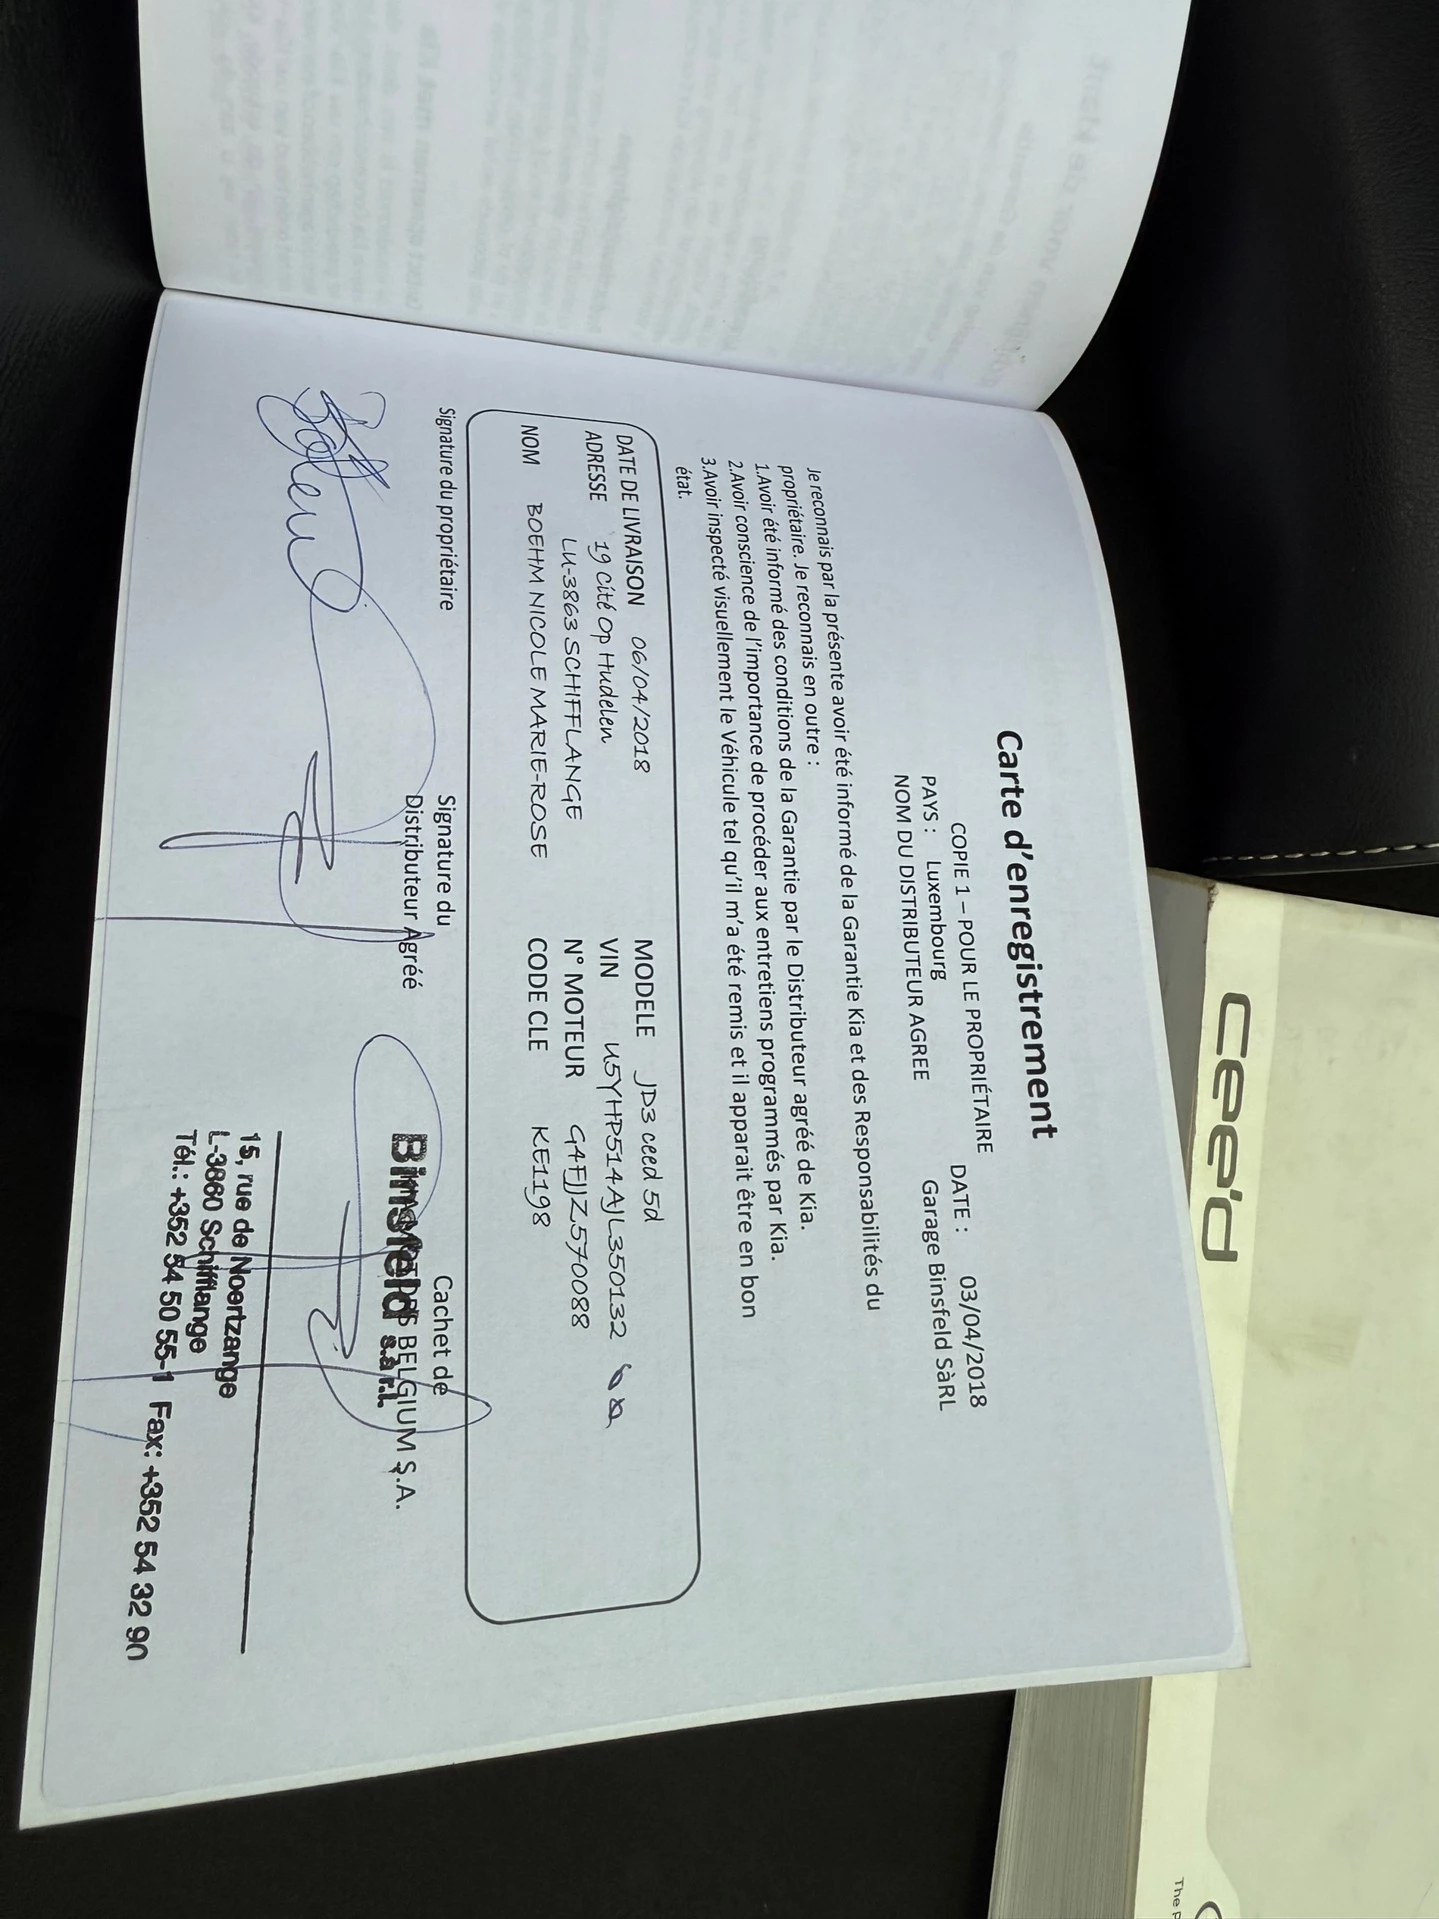 Carte d'enregistrement
COPIE 1 – POUR LE PROPRIÉTAIRE DATE : 03/04/2018
PAYS : Luxembourg Garage Binsfeld SàRL
NOM DU DISTRIBUTEUR AGREE
Je reconnais par la présente avoir été informé de la Garantie Kia et des Responsabilités du
propriétaire. Je reconnais en outre :
1.Avoir été informé des conditions de la Garantie par le Distributeur agréé de Kia.
2.Avoir conscience de l'importance de procéder aux entretiens programmés par Kia.
3.Avoir inspecté visuellement le Véhicule tel qu'il m'a été remis et il apparait être en bon
état.
DATE DE LIVRAISON 06/04/2018 MODELE JD3 ceed 5d
ADRESSE 19 Cité Op Hudelen VIN U5YHP514AJL350132
LU-3863 SCHIFFLANGE N° MOTEUR G4FJJZ570088
NOM BOEHM NICOLE MARIE-ROSE CODE CLE KE1198
Signature du propriétaire Signature du Cachet de
Distributeur Agréé BELGIUM S.A.
Binsfeld s.à r.l.
15, rue de Noertzange
L-3860 Schifflange
Tél.: +352 54 50 55-1 Fax: +352 54 32 90
cee'd